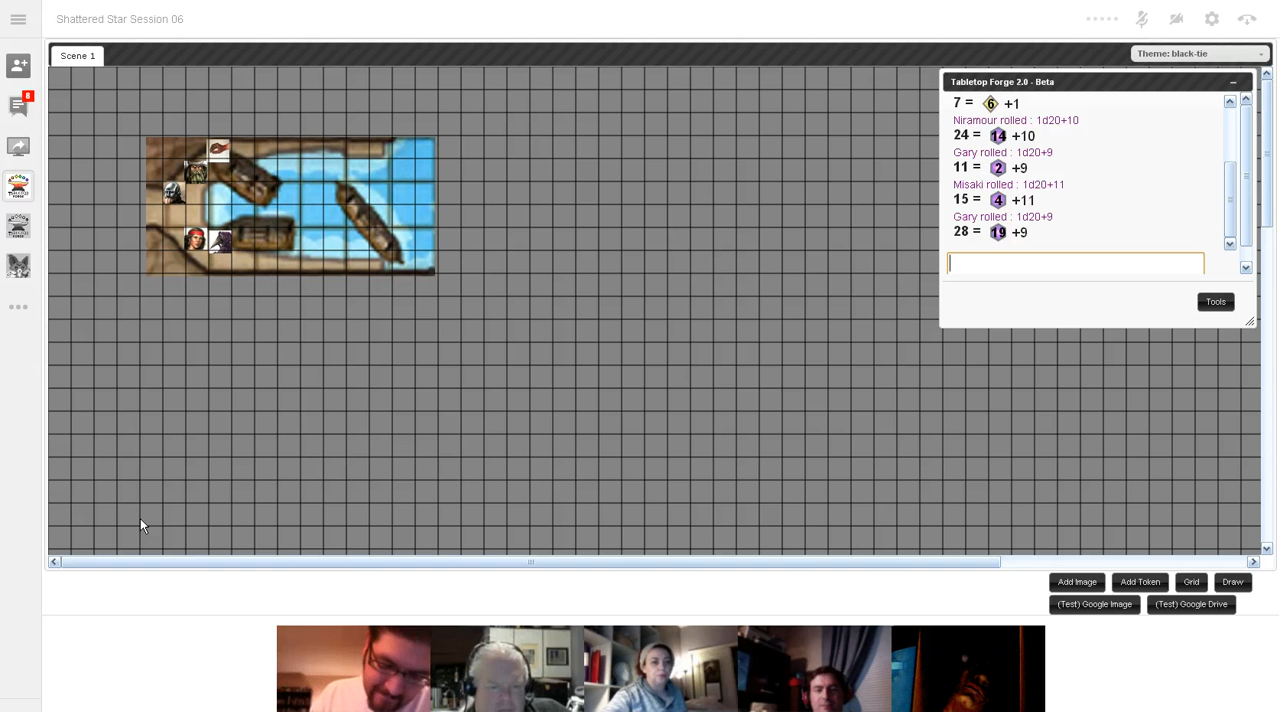 Shattered Star Session 06
8
Scene 1
Theme: black-tie
Tabletop Forge 2.0 - Beta
7 = 6 +1
Niramour rolled : 1d20+10
24 = 14 +10
Gary rolled : 1d20+9
11 = 2 +9
Misaki rolled : 1d20+11
15 = 4 +11
Gary rolled : 1d20+9
28 = 19 +9
Tools
Add Image
Add Token
Grid
Draw
(Test) Google Image
(Test) Google Drive